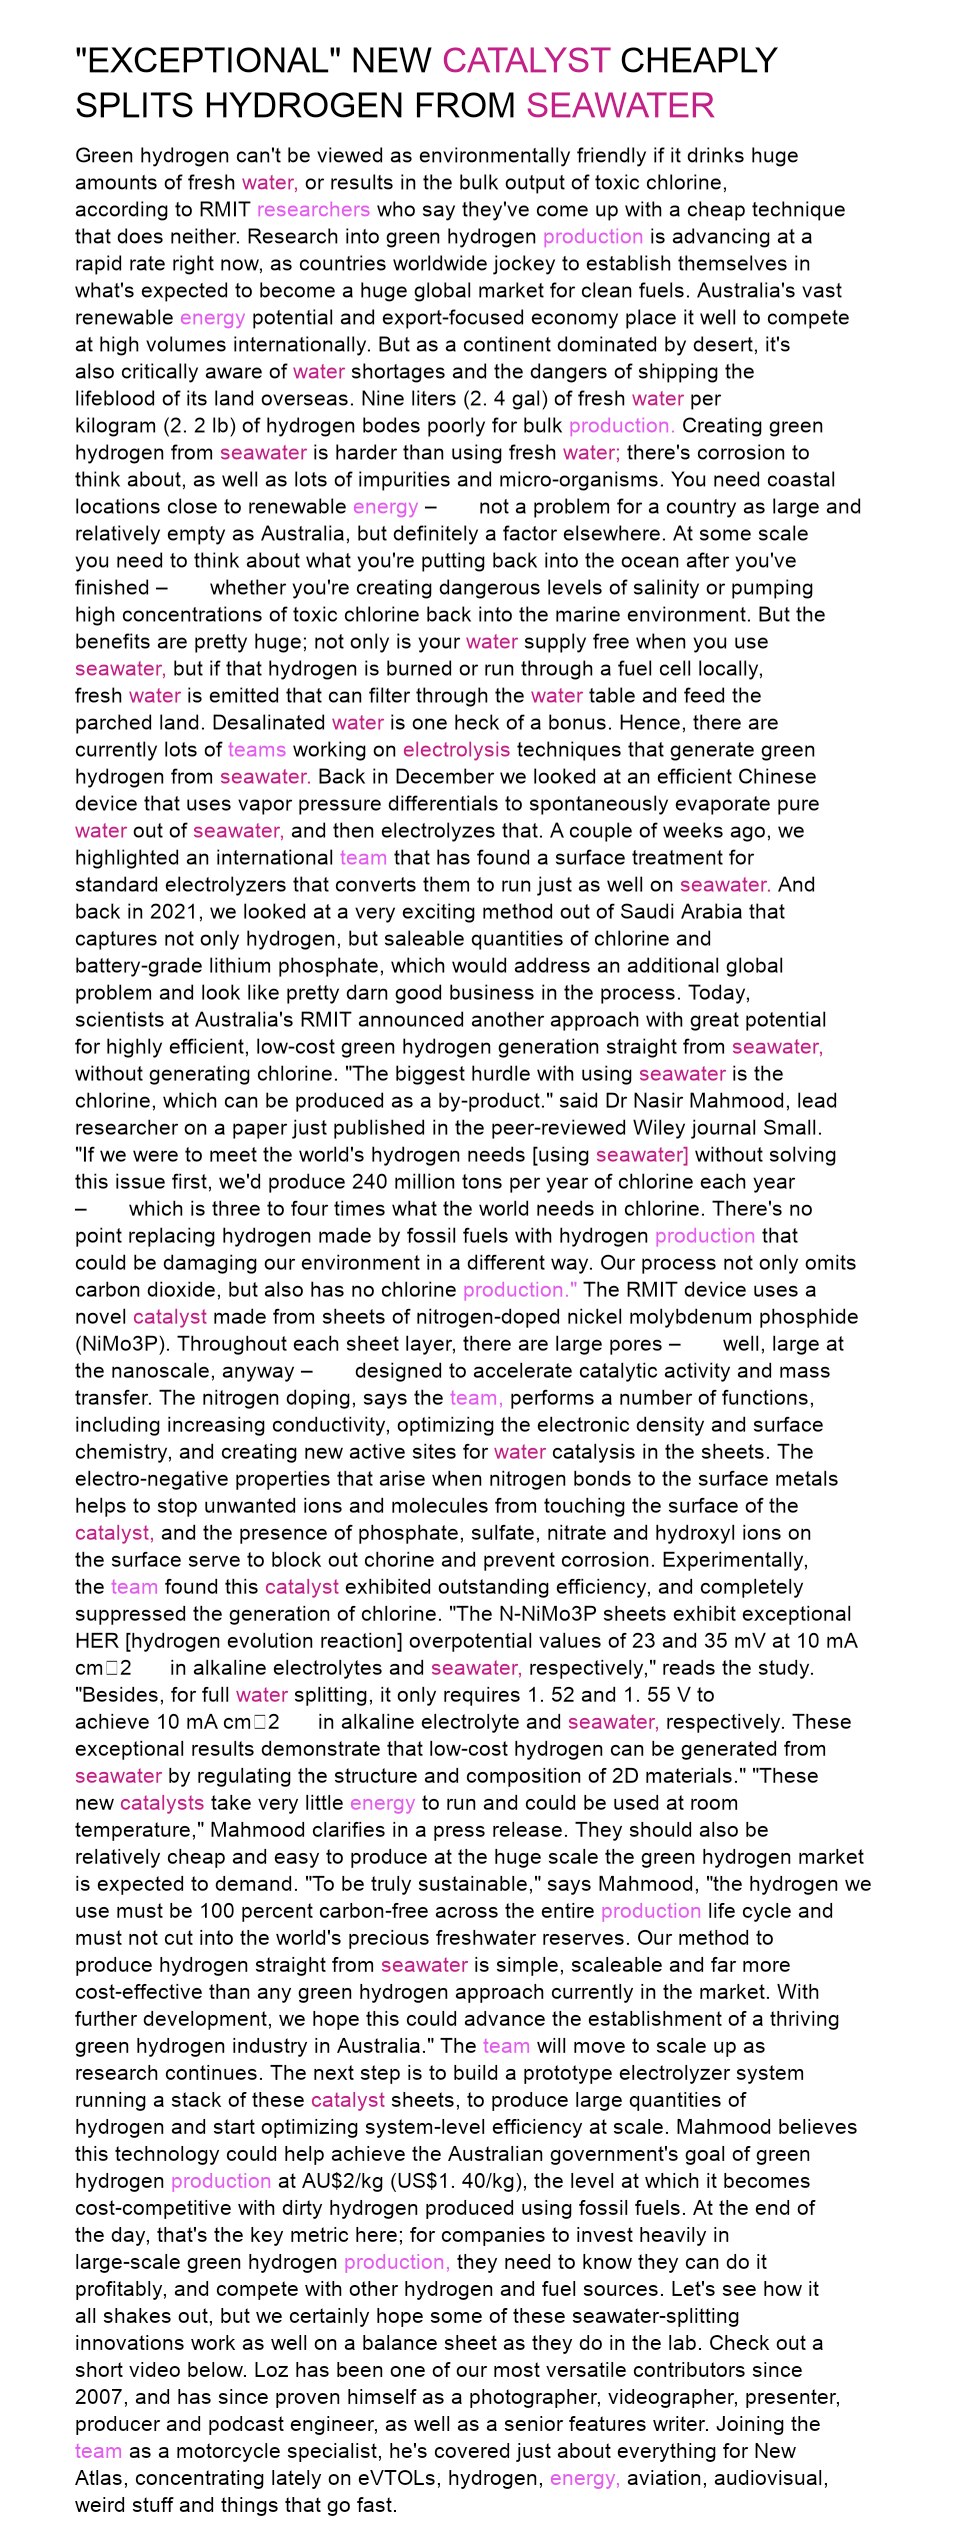 "EXCEPTIONAL" NEW CATALYST CHEAPLY
SPLITS HYDROGEN FROM SEAWATER
Green hydrogen can't be viewed as environmentally friendly if it drinks huge
amounts of fresh water, or results in the bulk output of toxic chlorine,
according to RMIT researchers who say they've come up with a cheap technique
that does neither. Research into green hydrogen production is advancing at a
rapid rate right now, as countries worldwide jockey to establish themselves in
what's expected to become a huge global market for clean fuels. Australia's vast
renewable energy potential and export-focused economy place it well to compete
at high volumes internationally. But as a continent dominated by desert, it's
also critically aware of water shortages and the dangers of shipping the
lifeblood of its land overseas. Nine liters (2. 4 gal) of fresh water per
kilogram (2. 2 lb) of hydrogen bodes poorly for bulk production. Creating green
hydrogen from seawater is harder than using fresh water; there's corrosion to
think about, as well as lots of impurities and micro-organisms. You need coastal
locations close to renewable energy – not a problem for a country as large and
relatively empty as Australia, but definitely a factor elsewhere. At some scale
you need to think about what you're putting back into the ocean after you've
finished – whether you're creating dangerous levels of salinity or pumping
high concentrations of toxic chlorine back into the marine environment. But the
benefits are pretty huge; not only is your water supply free when you use
seawater, but if that hydrogen is burned or run through a fuel cell locally,
fresh water is emitted that can filter through the water table and feed the
parched land. Desalinated water is one heck of a bonus. Hence, there are
currently lots of teams working on electrolysis techniques that generate green
hydrogen from seawater. Back in December we looked at an efficient Chinese
device that uses vapor pressure differentials to spontaneously evaporate pure
water out of seawater, and then electrolyzes that. A couple of weeks ago, we
highlighted an international team that has found a surface treatment for
standard electrolyzers that converts them to run just as well on seawater. And
back in 2021, we looked at a very exciting method out of Saudi Arabia that
captures not only hydrogen, but saleable quantities of chlorine and
battery-grade lithium phosphate, which would address an additional global
problem and look like pretty darn good business in the process. Today,
scientists at Australia's RMIT announced another approach with great potential
for highly efficient, low-cost green hydrogen generation straight from seawater,
without generating chlorine. "The biggest hurdle with using seawater is the
chlorine, which can be produced as a by-product." said Dr Nasir Mahmood, lead
researcher on a paper just published in the peer-reviewed Wiley journal Small.
"If we were to meet the world's hydrogen needs [using seawater] without solving
this issue first, we'd produce 240 million tons per year of chlorine each year
– which is three to four times what the world needs in chlorine. There's no
point replacing hydrogen made by fossil fuels with hydrogen production that
could be damaging our environment in a different way. Our process not only omits
carbon dioxide, but also has no chlorine production." The RMIT device uses a
novel catalyst made from sheets of nitrogen-doped nickel molybdenum phosphide
(NiMo3P). Throughout each sheet layer, there are large pores – well, large at
the nanoscale, anyway – designed to accelerate catalytic activity and mass
transfer. The nitrogen doping, says the team, performs a number of functions,
including increasing conductivity, optimizing the electronic density and surface
chemistry, and creating new active sites for water catalysis in the sheets. The
electro-negative properties that arise when nitrogen bonds to the surface metals
helps to stop unwanted ions and molecules from touching the surface of the
catalyst, and the presence of phosphate, sulfate, nitrate and hydroxyl ions on
the surface serve to block out chorine and prevent corrosion. Experimentally,
the team found this catalyst exhibited outstanding efficiency, and completely
suppressed the generation of chlorine. "The N-NiMo3P sheets exhibit exceptional
HER [hydrogen evolution reaction] overpotential values of 23 and 35 mV at 10 mA
cm□2 in alkaline electrolytes and seawater, respectively," reads the study.
"Besides, for full water splitting, it only requires 1. 52 and 1. 55 V to
achieve 10 mA cm□2 in alkaline electrolyte and seawater, respectively. These
exceptional results demonstrate that low-cost hydrogen can be generated from
seawater by regulating the structure and composition of 2D materials." "These
new catalysts take very little energy to run and could be used at room
temperature," Mahmood clarifies in a press release. They should also be
relatively cheap and easy to produce at the huge scale the green hydrogen market
is expected to demand. "To be truly sustainable," says Mahmood, "the hydrogen we
use must be 100 percent carbon-free across the entire production life cycle and
must not cut into the world's precious freshwater reserves. Our method to
produce hydrogen straight from seawater is simple, scaleable and far more
cost-effective than any green hydrogen approach currently in the market. With
further development, we hope this could advance the establishment of a thriving
green hydrogen industry in Australia." The team will move to scale up as
research continues. The next step is to build a prototype electrolyzer system
running a stack of these catalyst sheets, to produce large quantities of
hydrogen and start optimizing system-level efficiency at scale. Mahmood believes
this technology could help achieve the Australian government's goal of green
hydrogen production at AU$2/kg (US$1. 40/kg), the level at which it becomes
cost-competitive with dirty hydrogen produced using fossil fuels. At the end of
the day, that's the key metric here; for companies to invest heavily in
large-scale green hydrogen production, they need to know they can do it
profitably, and compete with other hydrogen and fuel sources. Let's see how it
all shakes out, but we certainly hope some of these seawater-splitting
innovations work as well on a balance sheet as they do in the lab. Check out a
short video below. Loz has been one of our most versatile contributors since
2007, and has since proven himself as a photographer, videographer, presenter,
producer and podcast engineer, as well as a senior features writer. Joining the
team as a motorcycle specialist, he's covered just about everything for New
Atlas, concentrating lately on eVTOLs, hydrogen, energy, aviation, audiovisual,
weird stuff and things that go fast.